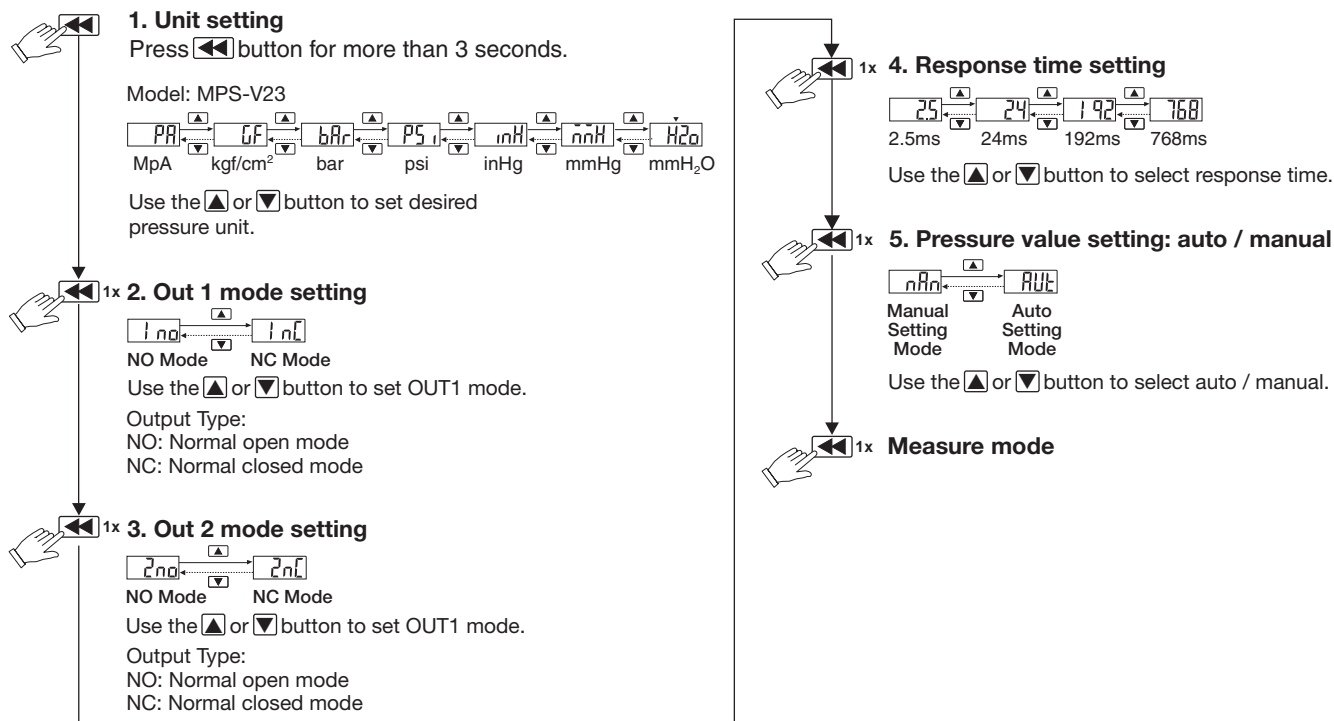 1. Unit setting
Press ◀◀ button for more than 3 seconds.
Model: MPS-V23
PA ▲ ▼ GF ▲ ▼ bAr ▲ ▼ PSi ▲ ▼ inH ▲ ▼ mmH ▲ ▼ H2o
MpA kgf/cm² bar psi inHg mmHg mmH₂O
Use the ▲ or ▼ button to set desired
pressure unit.
1x 2. Out 1 mode setting
1no ▲ ▼ 1nC
NO Mode NC Mode
Use the ▲ or ▼ button to set OUT1 mode.
Output Type:
NO: Normal open mode
NC: Normal closed mode
1x 3. Out 2 mode setting
2no ▲ ▼ 2nC
NO Mode NC Mode
Use the ▲ or ▼ button to set OUT1 mode.
Output Type:
NO: Normal open mode
NC: Normal closed mode
1x 4. Response time setting
2.5 ▲ ▼ 24 ▲ ▼ 192 ▲ ▼ 768
2.5ms 24ms 192ms 768ms
Use the ▲ or ▼ button to select response time.
1x 5. Pressure value setting: auto / manual
nAn ▲ ▼ AUt
Manual Setting Mode
Auto Setting Mode
Use the ▲ or ▼ button to select auto / manual.
1x Measure mode